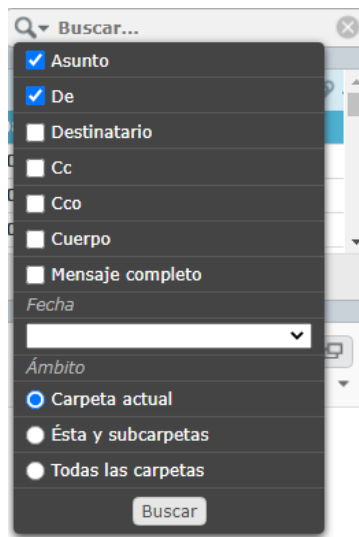 Buscar...
Asunto
De
Destinatario
Cc
Cco
Cuerpo
Mensaje completo
Fecha
Ámbito
Carpeta actual
Ésta y subcarpetas
Todas las carpetas
Buscar